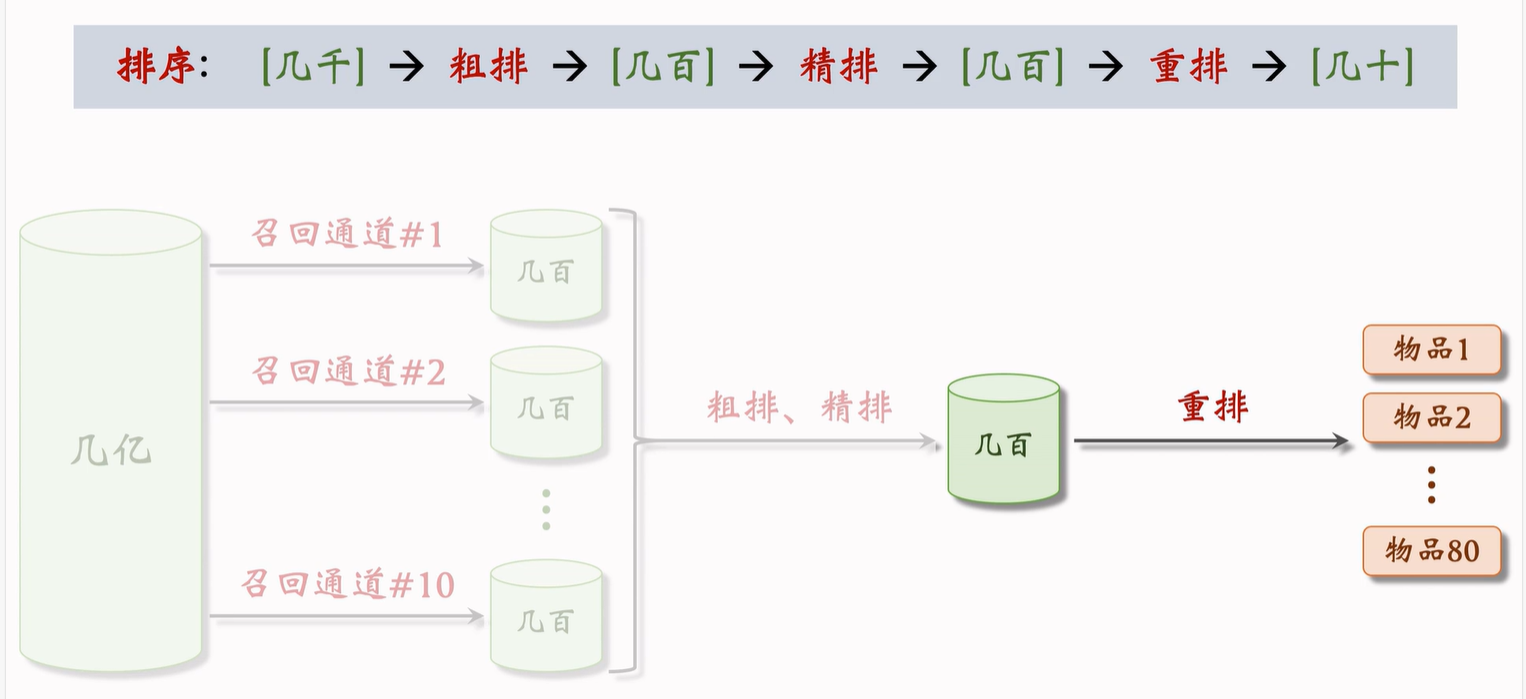 排序: [几千] → 粗排 → [几百] → 精排 → [几百] → 重排 → [几十]
召回通道#1
几百
召回通道#2
几百
几亿
粗排、精排
几百
重排
物品1
物品2
物品80
召回通道#10
几百